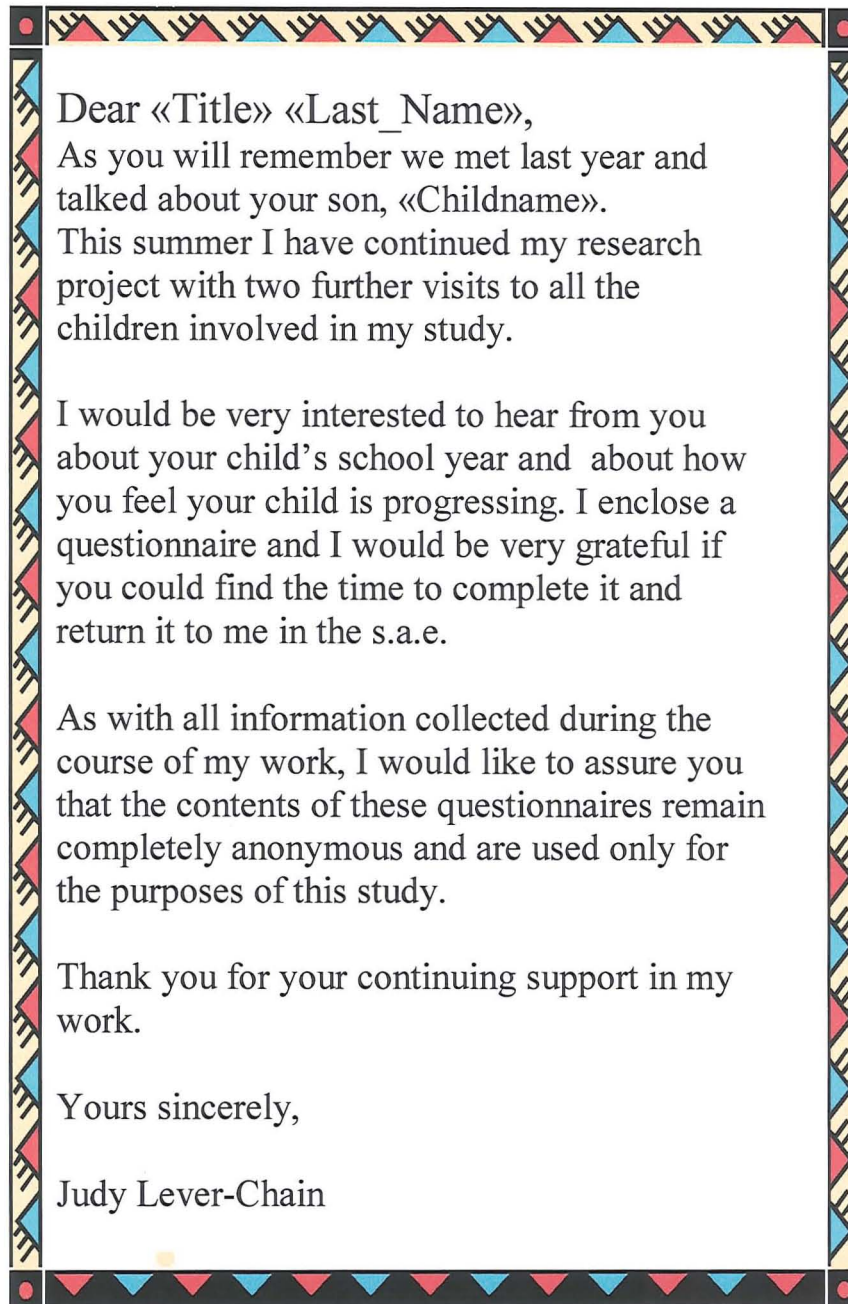 Dear «Title» «Last_Name»,
As you will remember we met last year and
talked about your son, «Childname».
This summer I have continued my research
project with two further visits to all the
children involved in my study.
I would be very interested to hear from you
about your child's school year and  about how
you feel your child is progressing. I enclose a
questionnaire and I would be very grateful if
you could find the time to complete it and
return it to me in the s.a.e.
As with all information collected during the
course of my work, I would like to assure you
that the contents of these questionnaires remain
completely anonymous and are used only for
the purposes of this study.
Thank you for your continuing support in my
work.
Yours sincerely,
Judy Lever-Chain